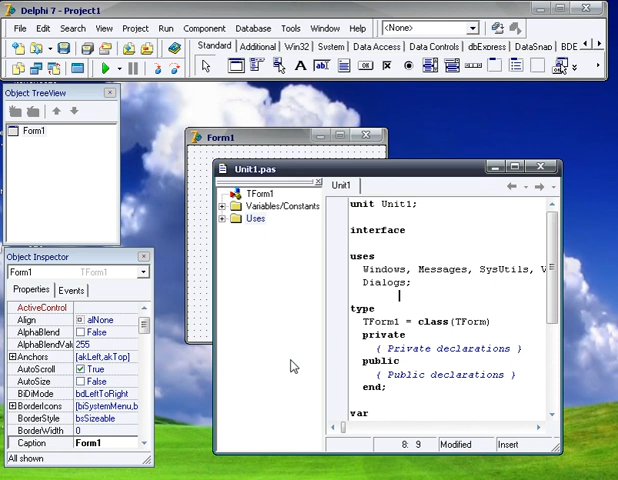 Delphi 7 - Project1
File Edit Search View Project Run Component Database Tools Window Help <None>
Standard Additional Win32 System Data Access Data Controls dbExpress DataSnap BDE
Object TreeView
Form1
Form1
Unit1.pas
TForm1
Variables/Constants
Uses
Unit1
unit Unit1;
interface
uses
Windows, Messages, SysUtils, V
Dialogs;
type
TForm1 = class(TForm)
private
{ Private declarations }
public
{ Public declarations }
end;
var
8: 9 Modified Insert
Object Inspector
Form1 TForm1
Properties Events
ActiveControl
Align alNone
AlphaBlend False
AlphaBlendValu 255
Anchors [akLeft,akTop]
AutoScroll True
AutoSize False
BiDiMode bdLeftToRight
BorderIcons [biSystemMenu,b
BorderStyle bsSizeable
BorderWidth 0
Caption Form1
All shown